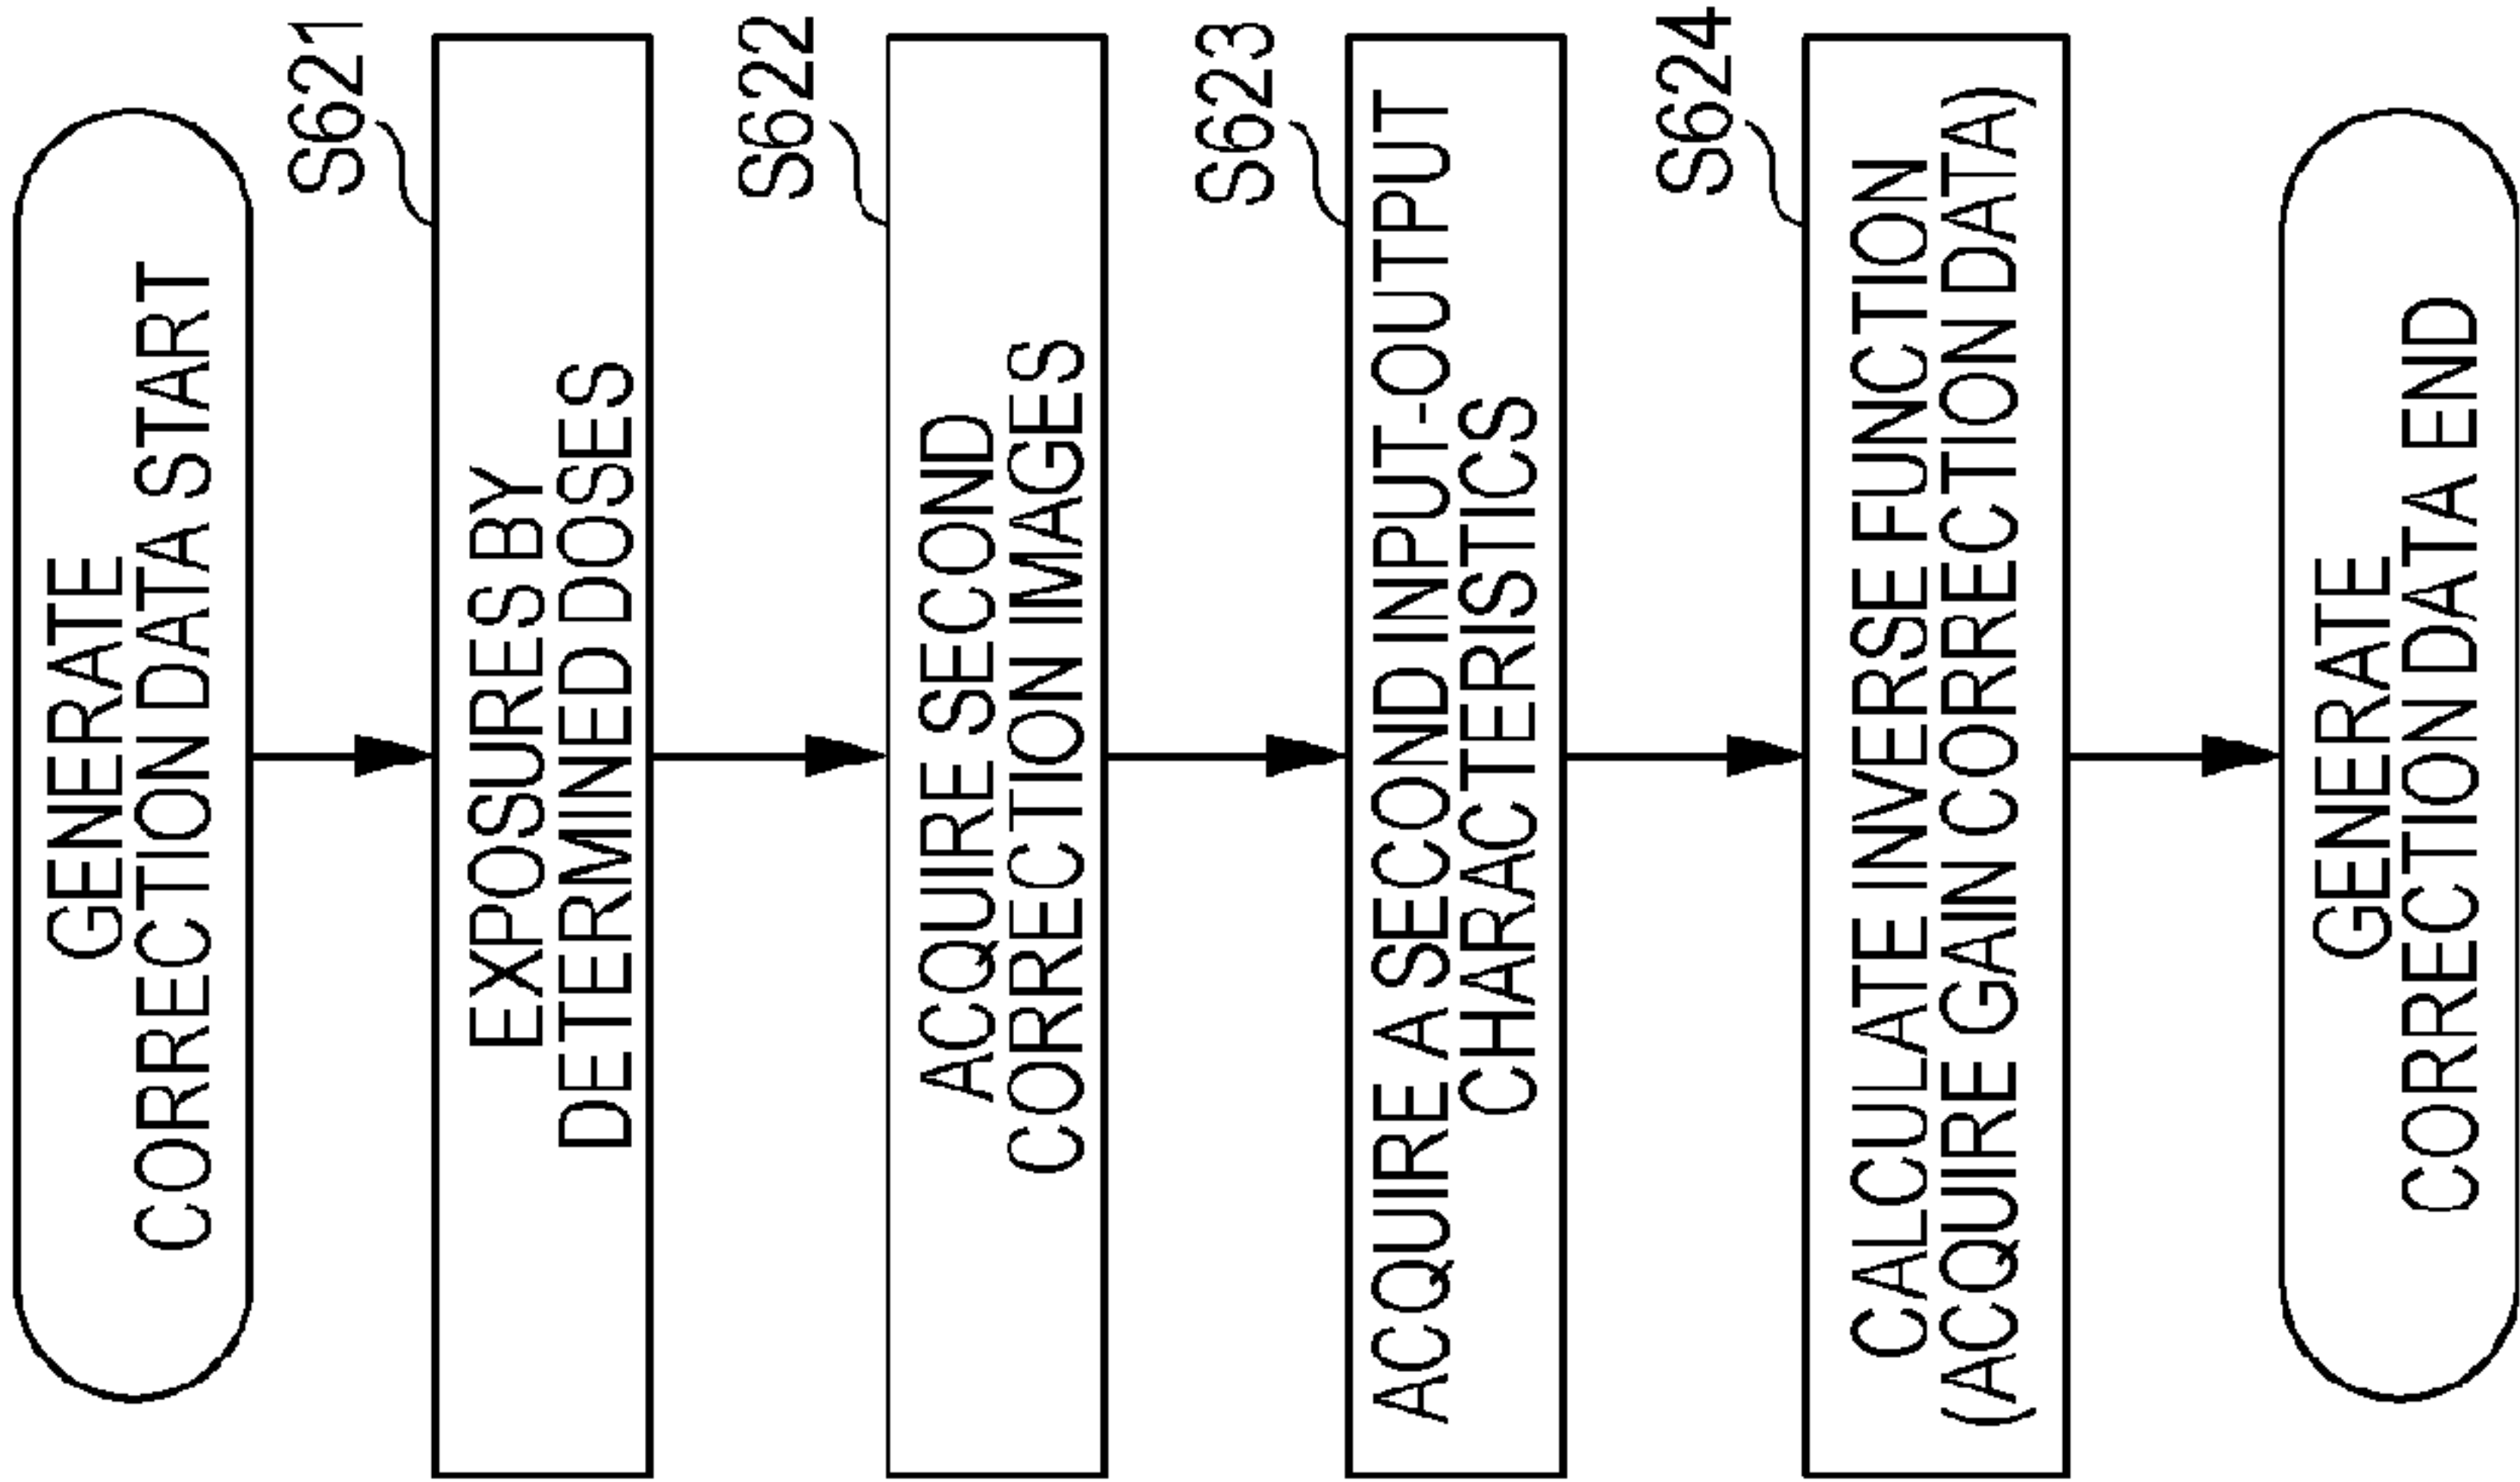 GENERATE
CORRECTION DATA START
S621
EXPOSURES BY
DETERMINED DOSES
S622
ACQUIRE SECOND
CORRECTION IMAGES
S623
ACQUIRE A SECOND INPUT-OUTPUT
CHARACTERISTICS
S624
CALCULATE INVERSE FUNCTION
(ACQUIRE GAIN CORRECTION DATA)
GENERATE
CORRECTION DATA END